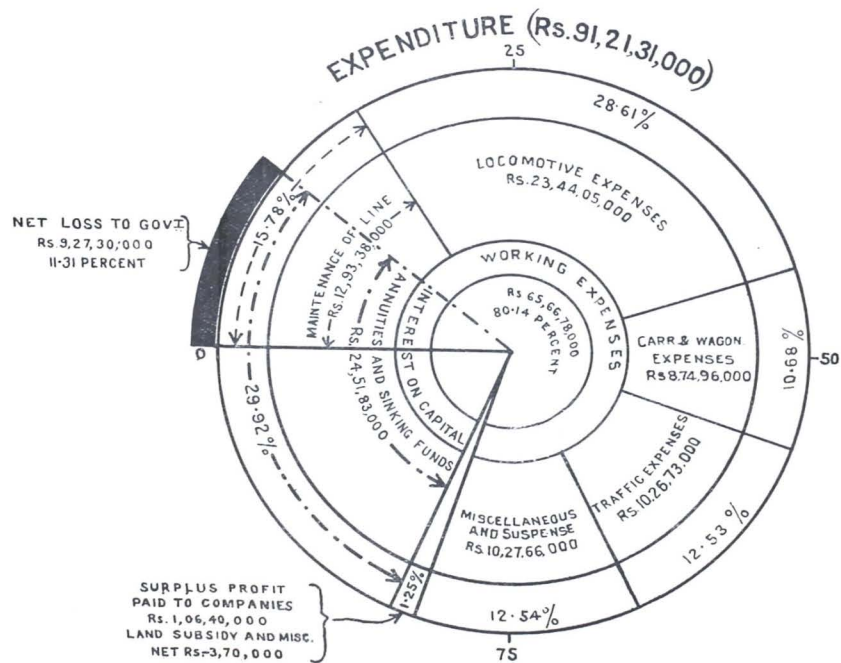 EXPENDITURE (Rs.91,21,31,000)
25
28·61%
LOCOMOTIVE EXPENSES
Rs.23,44,05,000
15·78%
MAINTENANCE OF LINE
Rs.12,93,38,000
NET LOSS TO GOVT
Rs.9,27,30,000
11·31 PERCENT
WORKING EXPENSES
Rs 65,66,78000
80·14 PERCENT
CARR & WAGON
EXPENSES
Rs 8,74,96,000
10·68%
50
0
INTEREST ON CAPITAL
ANNUITIES AND SINKING FUNDS
Rs.24,51,83,000
29·92%
TRAFFIC EXPENSES
Rs.10,26,73,000
12·53%
MISCELLANEOUS
AND SUSPENSE
Rs.10,27,66,000
1·25%
12·54%
75
SURPLUS PROFIT
PAID TO COMPANIES
Rs.1,06,40,000
LAND SUBSIDY AND MISC.
NET Rs.-3,70,000